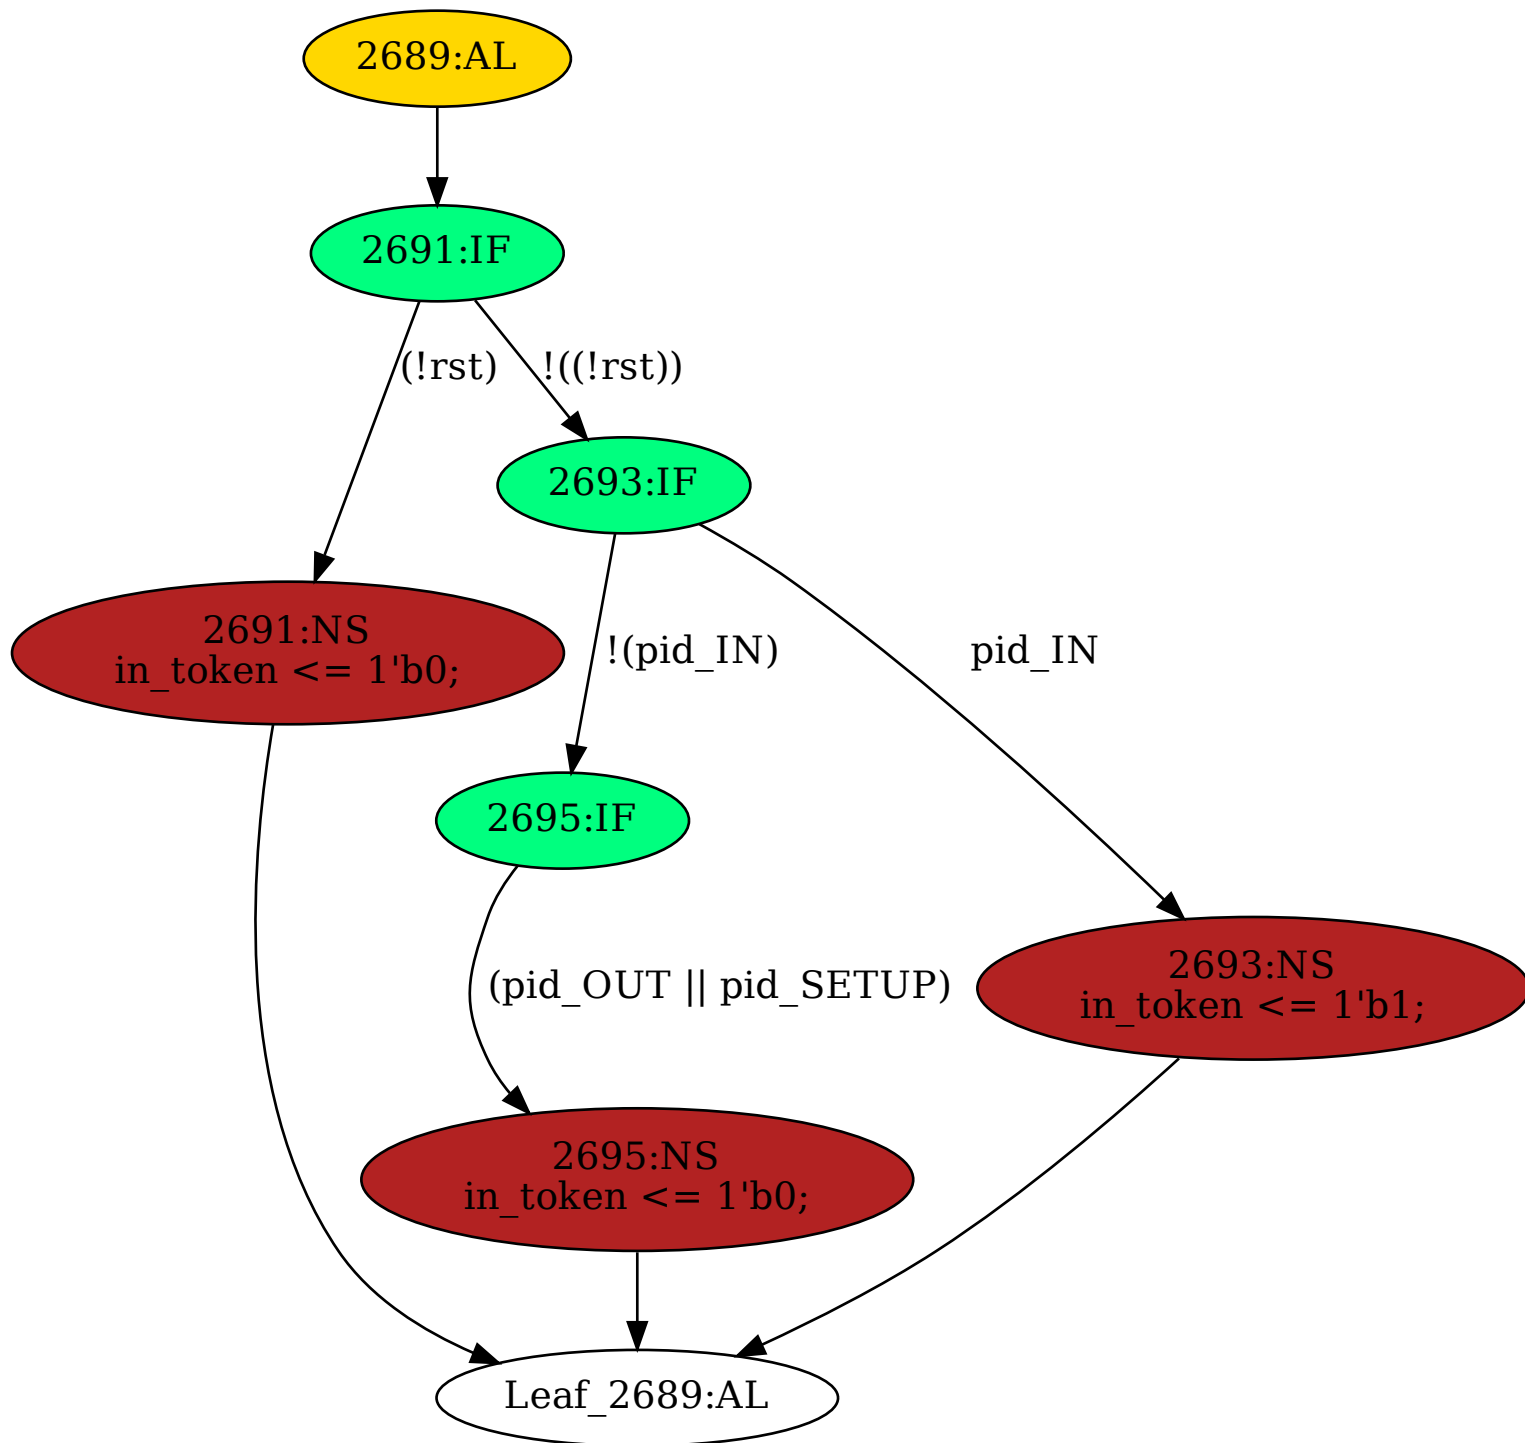 2689:AL
2691:IF
(!rst)
!((!rst))
2693:IF
2691:NS
in_token <= 1'b0;
!(pid_IN)
pid_IN
2695:IF
(pid_OUT || pid_SETUP)
2693:NS
in_token <= 1'b1;
2695:NS
in_token <= 1'b0;
Leaf_2689:AL